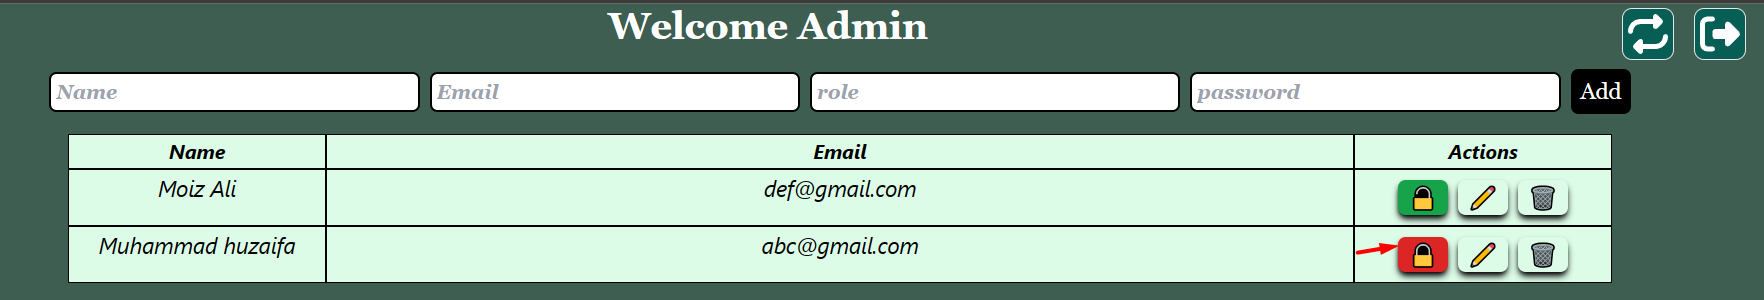 Welcome Admin
Name Email role password Add
Name Email Actions
Moiz Ali def@gmail.com
Muhammad huzaifa abc@gmail.com